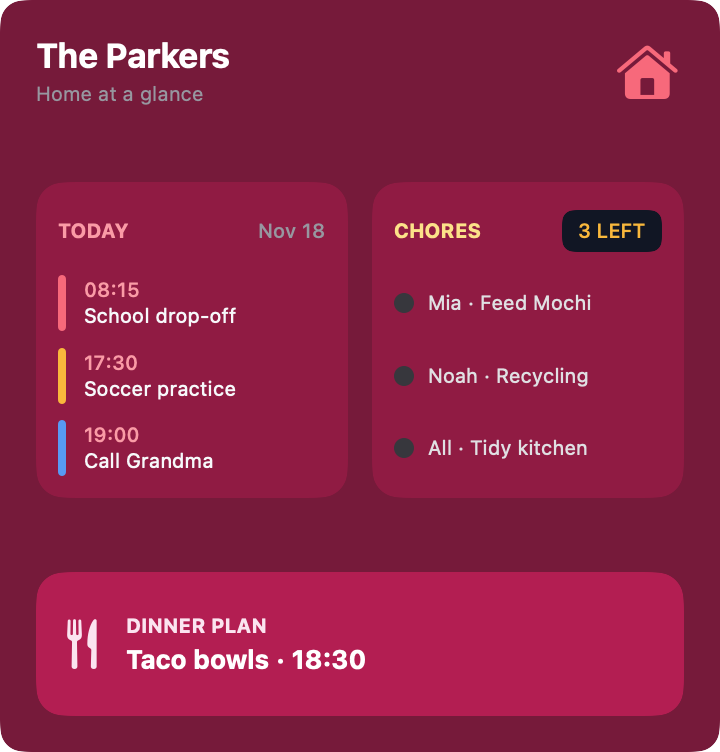 The Parkers
Home at a glance
TODAY
Nov 18
08:15
School drop-off
17:30
Soccer practice
19:00
Call Grandma
CHORES
3 LEFT
Mia · Feed Mochi
Noah · Recycling
All · Tidy kitchen
DINNER PLAN
Taco bowls · 18:30